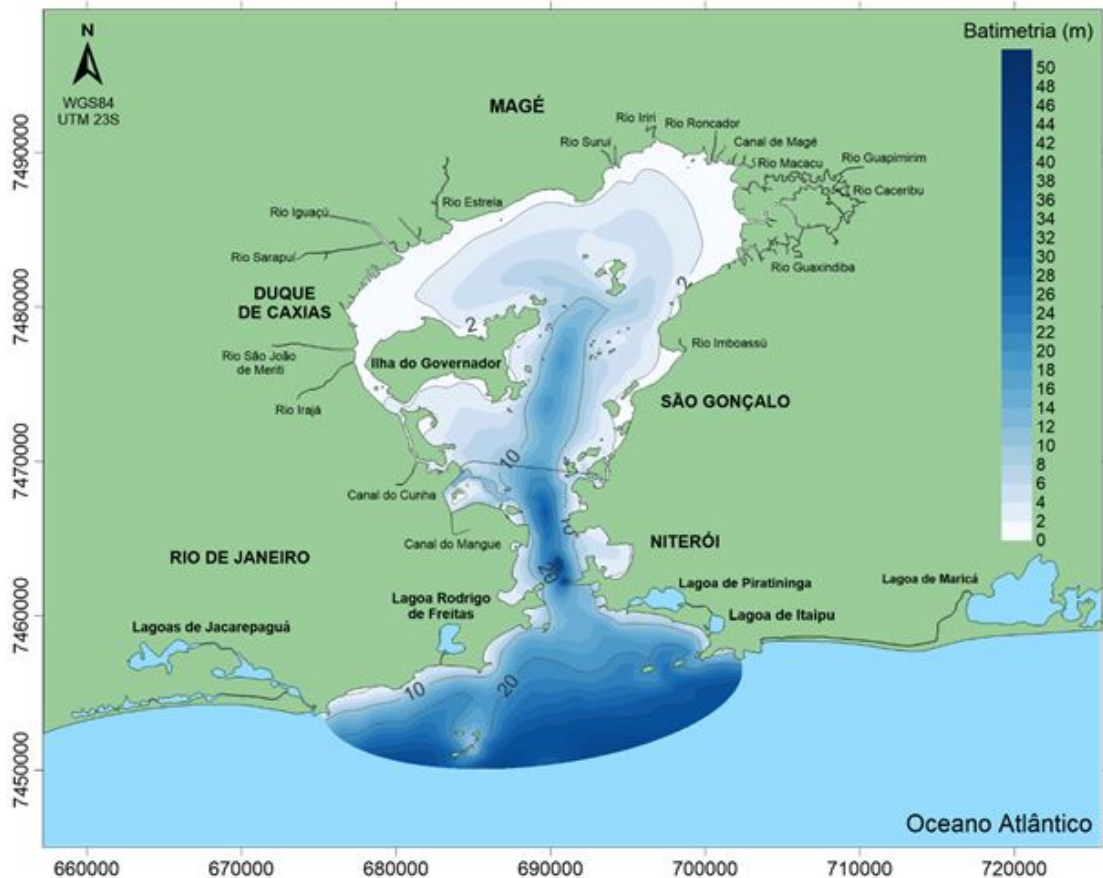 Batimetria (m)
N
WGS84
UTM 23S
50
48
46
44
42
40
38
36
34
32
30
28
26
24
22
20
18
16
14
12
10
8
6
4
2
0
MAGÉ
Rio Iriri
Rio Roncador
Rio Suruí
Canal de Magé
Rio Macacu
Rio Guapimirim
Rio Caceribu
Rio Estrela
Rio Iguaçú
Rio Sarapuí
Rio Guaxindiba
2
DUQUE
DE CAXIAS
2
Rio Imboassú
Rio São João
de Meriti
Ilha do Governador
Rio Irajá
SÃO GONÇALO
10
Canal do Cunha
10
Canal do Mangue
NITERÓI
RIO DE JANEIRO
20
Lagoa de Piratininga
Lagoa de Maricá
Lagoa Rodrigo
de Freitas
Lagoa de Itaipu
Lagoas de Jacarepaguá
10
20
Oceano Atlântico
7490000
7480000
7470000
7460000
7450000
660000
670000
680000
690000
700000
710000
720000